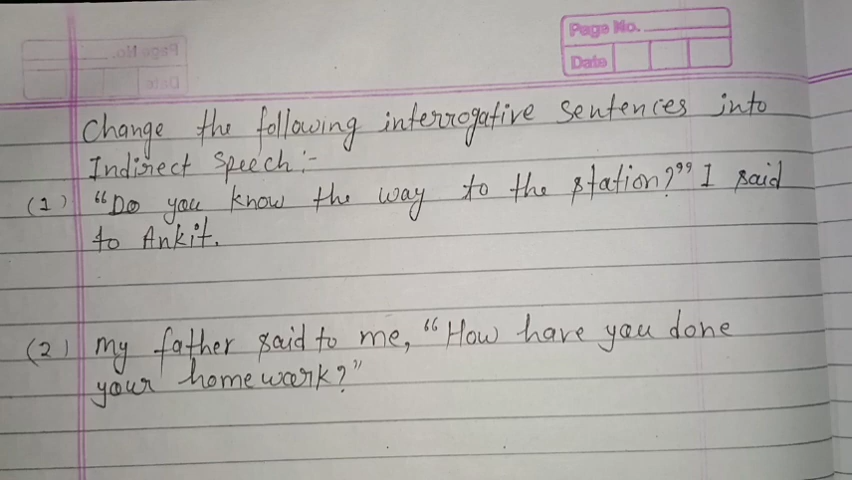 Page No.
Date
Change the following interrogative sentences into
Indirect Speech :-
(1) "Do you know the way to the station?" I said
to Ankit.
(2) My father said to me, "How have you done
your homework?"